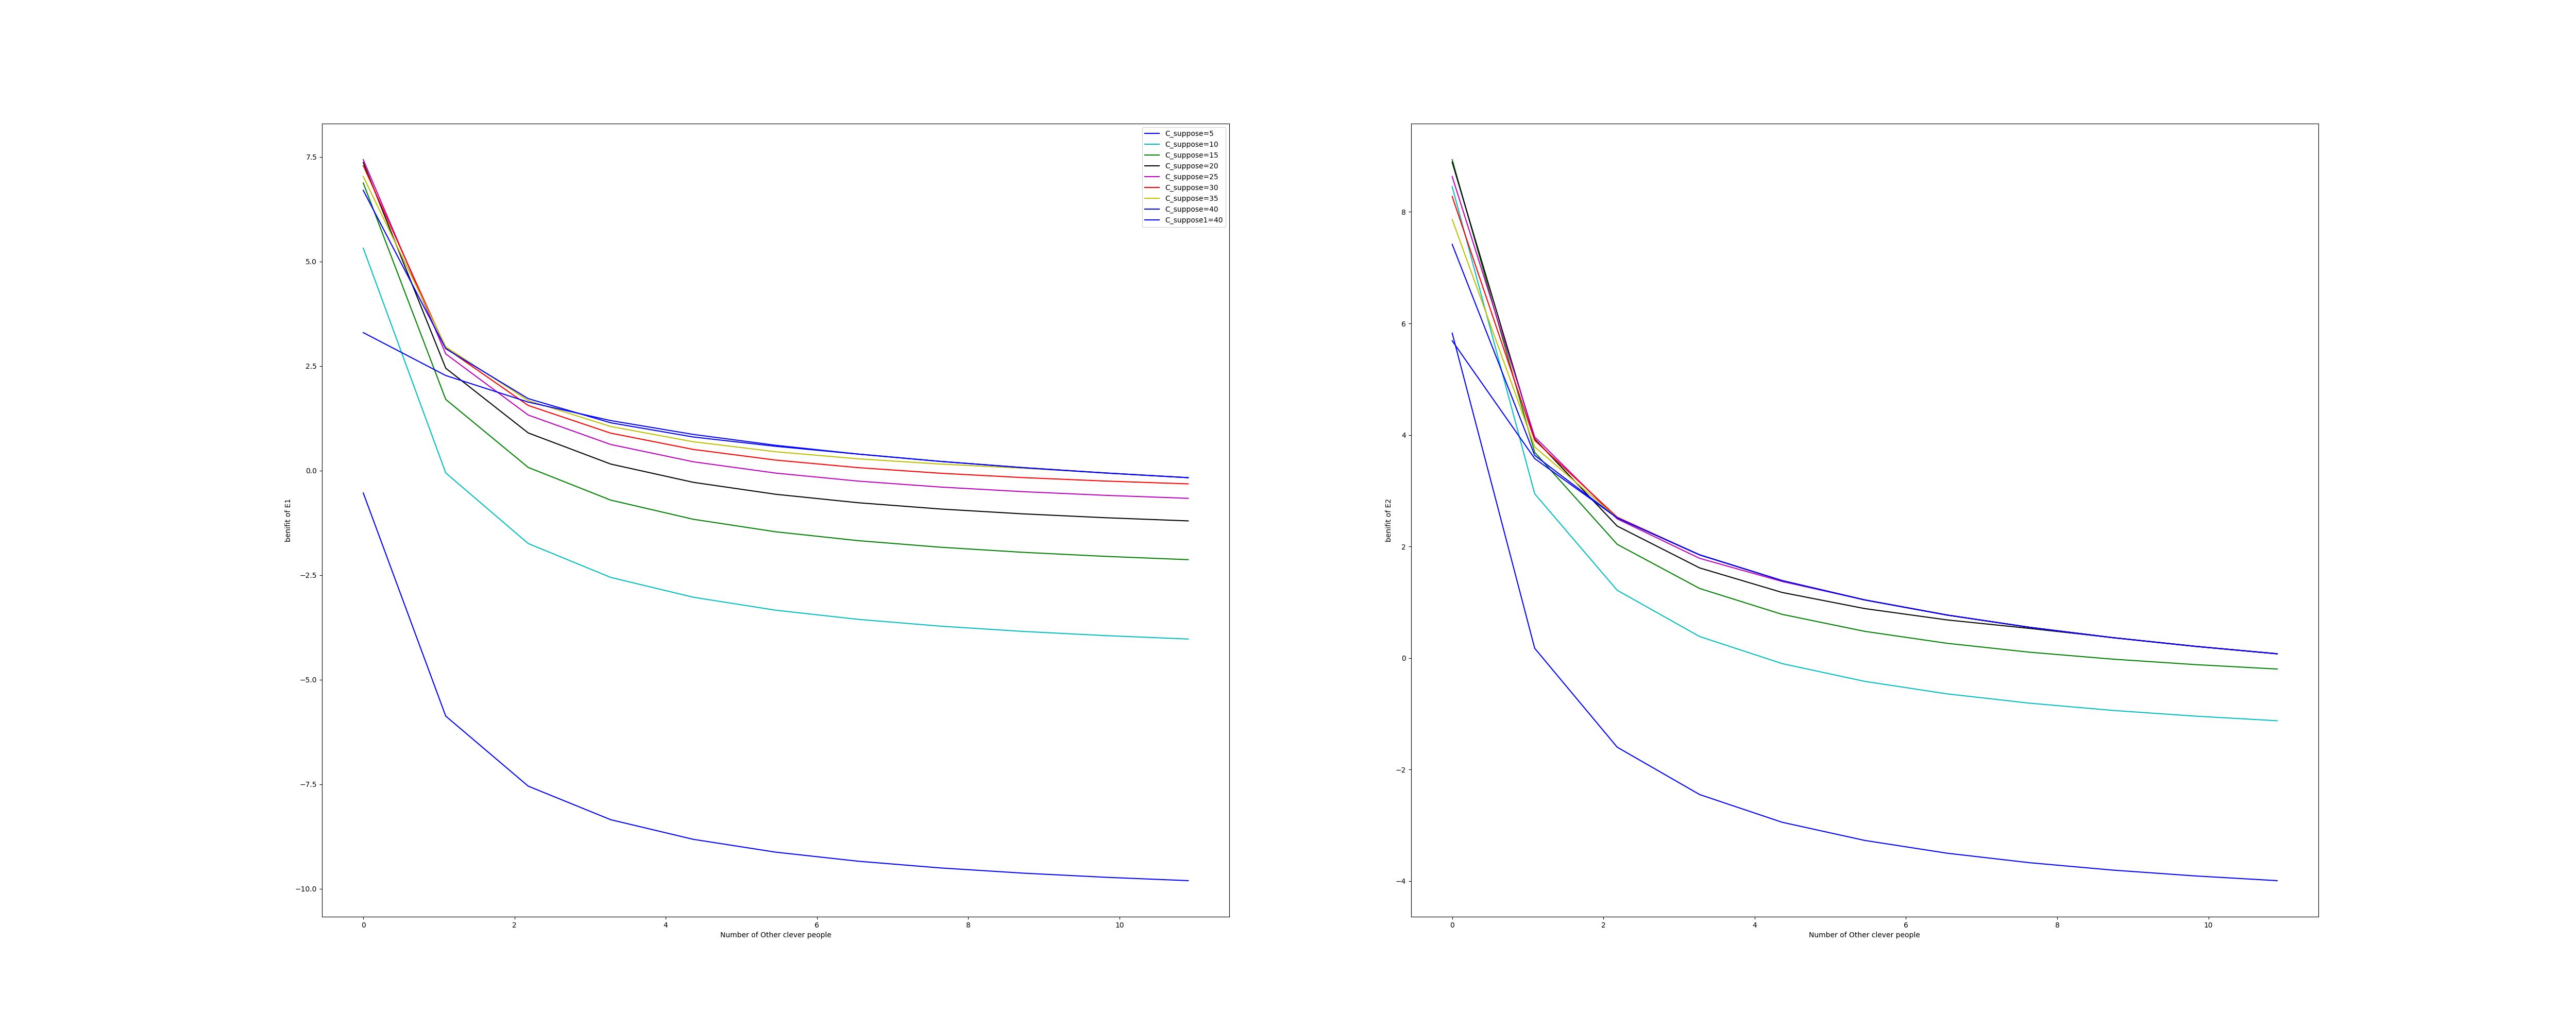 C_suppose=5
C_suppose=10
C_suppose=15
C_suppose=20
C_suppose=25
C_suppose=30
C_suppose=35
C_suppose=40
C_suppose1=40
7.5
5.0
2.5
0.0
−2.5
−5.0
−7.5
−10.0
benifit of E1
0 2 4 6 8 10
Number of Other clever people
8
6
4
2
0
−2
−4
benifit of E2
0 2 4 6 8 10
Number of Other clever people